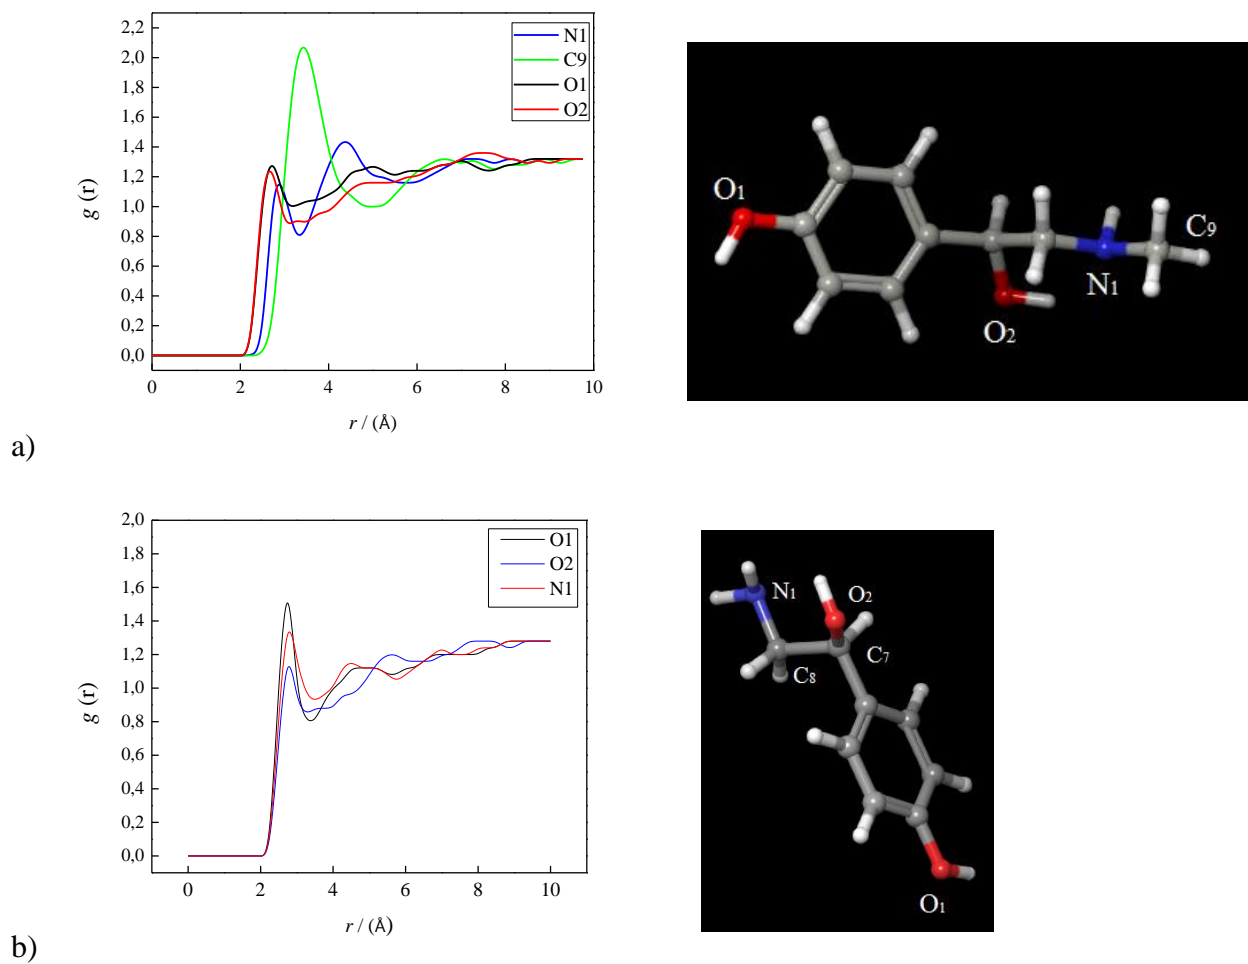 2,2
2,0
1,8
1,6
1,4
1,2
1,0
0,8
0,6
0,4
0,2
0,0
g (r)
0 2 4 6 8 10
r / (Å)
N1
C9
O1
O2
O1
O2
N1
C9
a)
2,0
1,8
1,6
1,4
1,2
1,0
0,8
0,6
0,4
0,2
0,0
g (r)
0 2 4 6 8 10
r / (Å)
O1
O2
N1
N1
O2
C7
C8
O1
b)